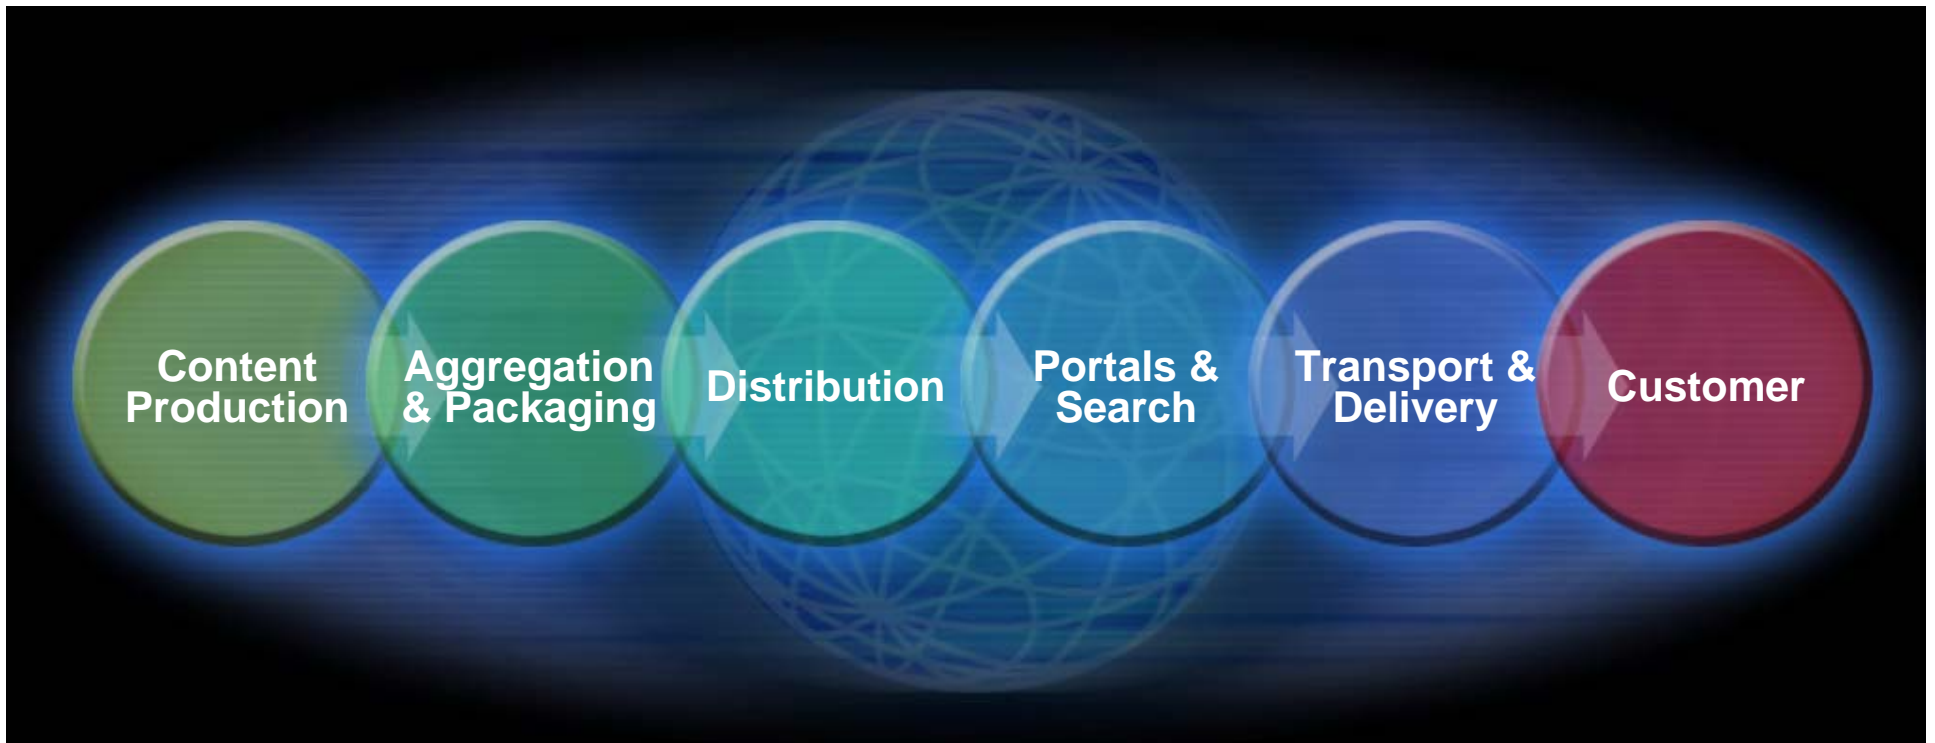 Content
Production
Aggregation
& Packaging
Distribution
Portals &
Search
Transport &
Delivery
Customer